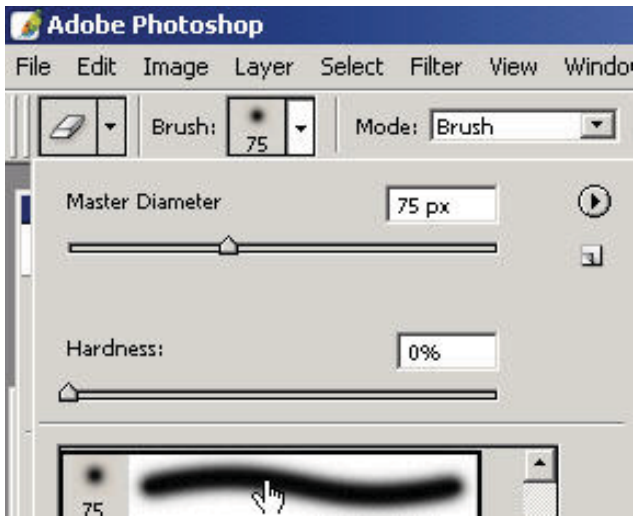 Adobe Photoshop
File Edit Image Layer Select Filter View Windo
Brush: 75 Mode: Brush
Master Diameter 75 px
Hardness: 0%
75